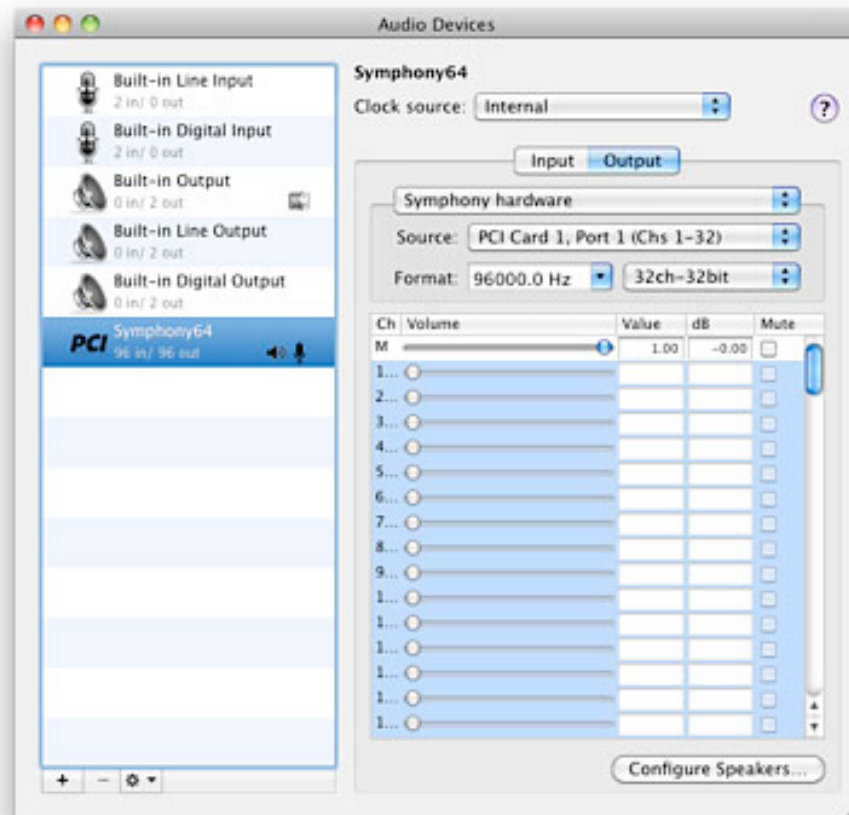 Audio Devices
Built-in Line Input
2 in/ 0 out
Built-in Digital Input
2 in/ 0 out
Built-in Output
0 in/ 2 out
Built-in Line Output
0 in/ 2 out
Built-in Digital Output
0 in/ 2 out
PCI
Symphony64
96 in/ 96 out
+ −
Symphony64
Clock source: Internal
?
Input Output
Symphony hardware
Source: PCI Card 1, Port 1 (Chs 1-32)
Format: 96000.0 Hz 32ch-32bit
Ch Volume Value dB Mute
M 1.00 -0.00
1...
2...
3...
4...
5...
6...
7...
8...
9...
1...
1...
1...
1...
1...
1...
Configure Speakers...